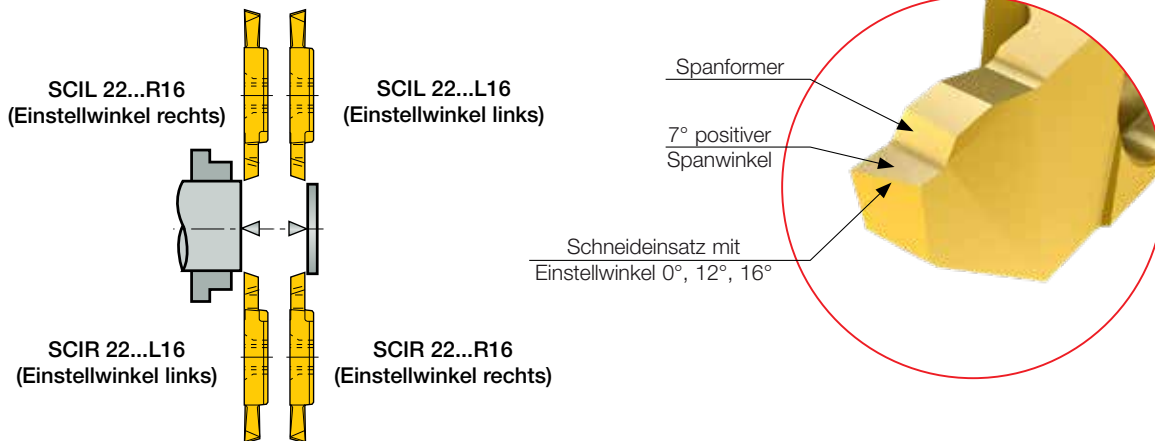 SCIL 22...R16
(Einstellwinkel rechts)
SCIL 22...L16
(Einstellwinkel links)
SCIR 22...L16
(Einstellwinkel links)
SCIR 22...R16
(Einstellwinkel rechts)
Spanformer
7° positiver
Spanwinkel
Schneideinsatz mit
Einstellwinkel 0°, 12°, 16°